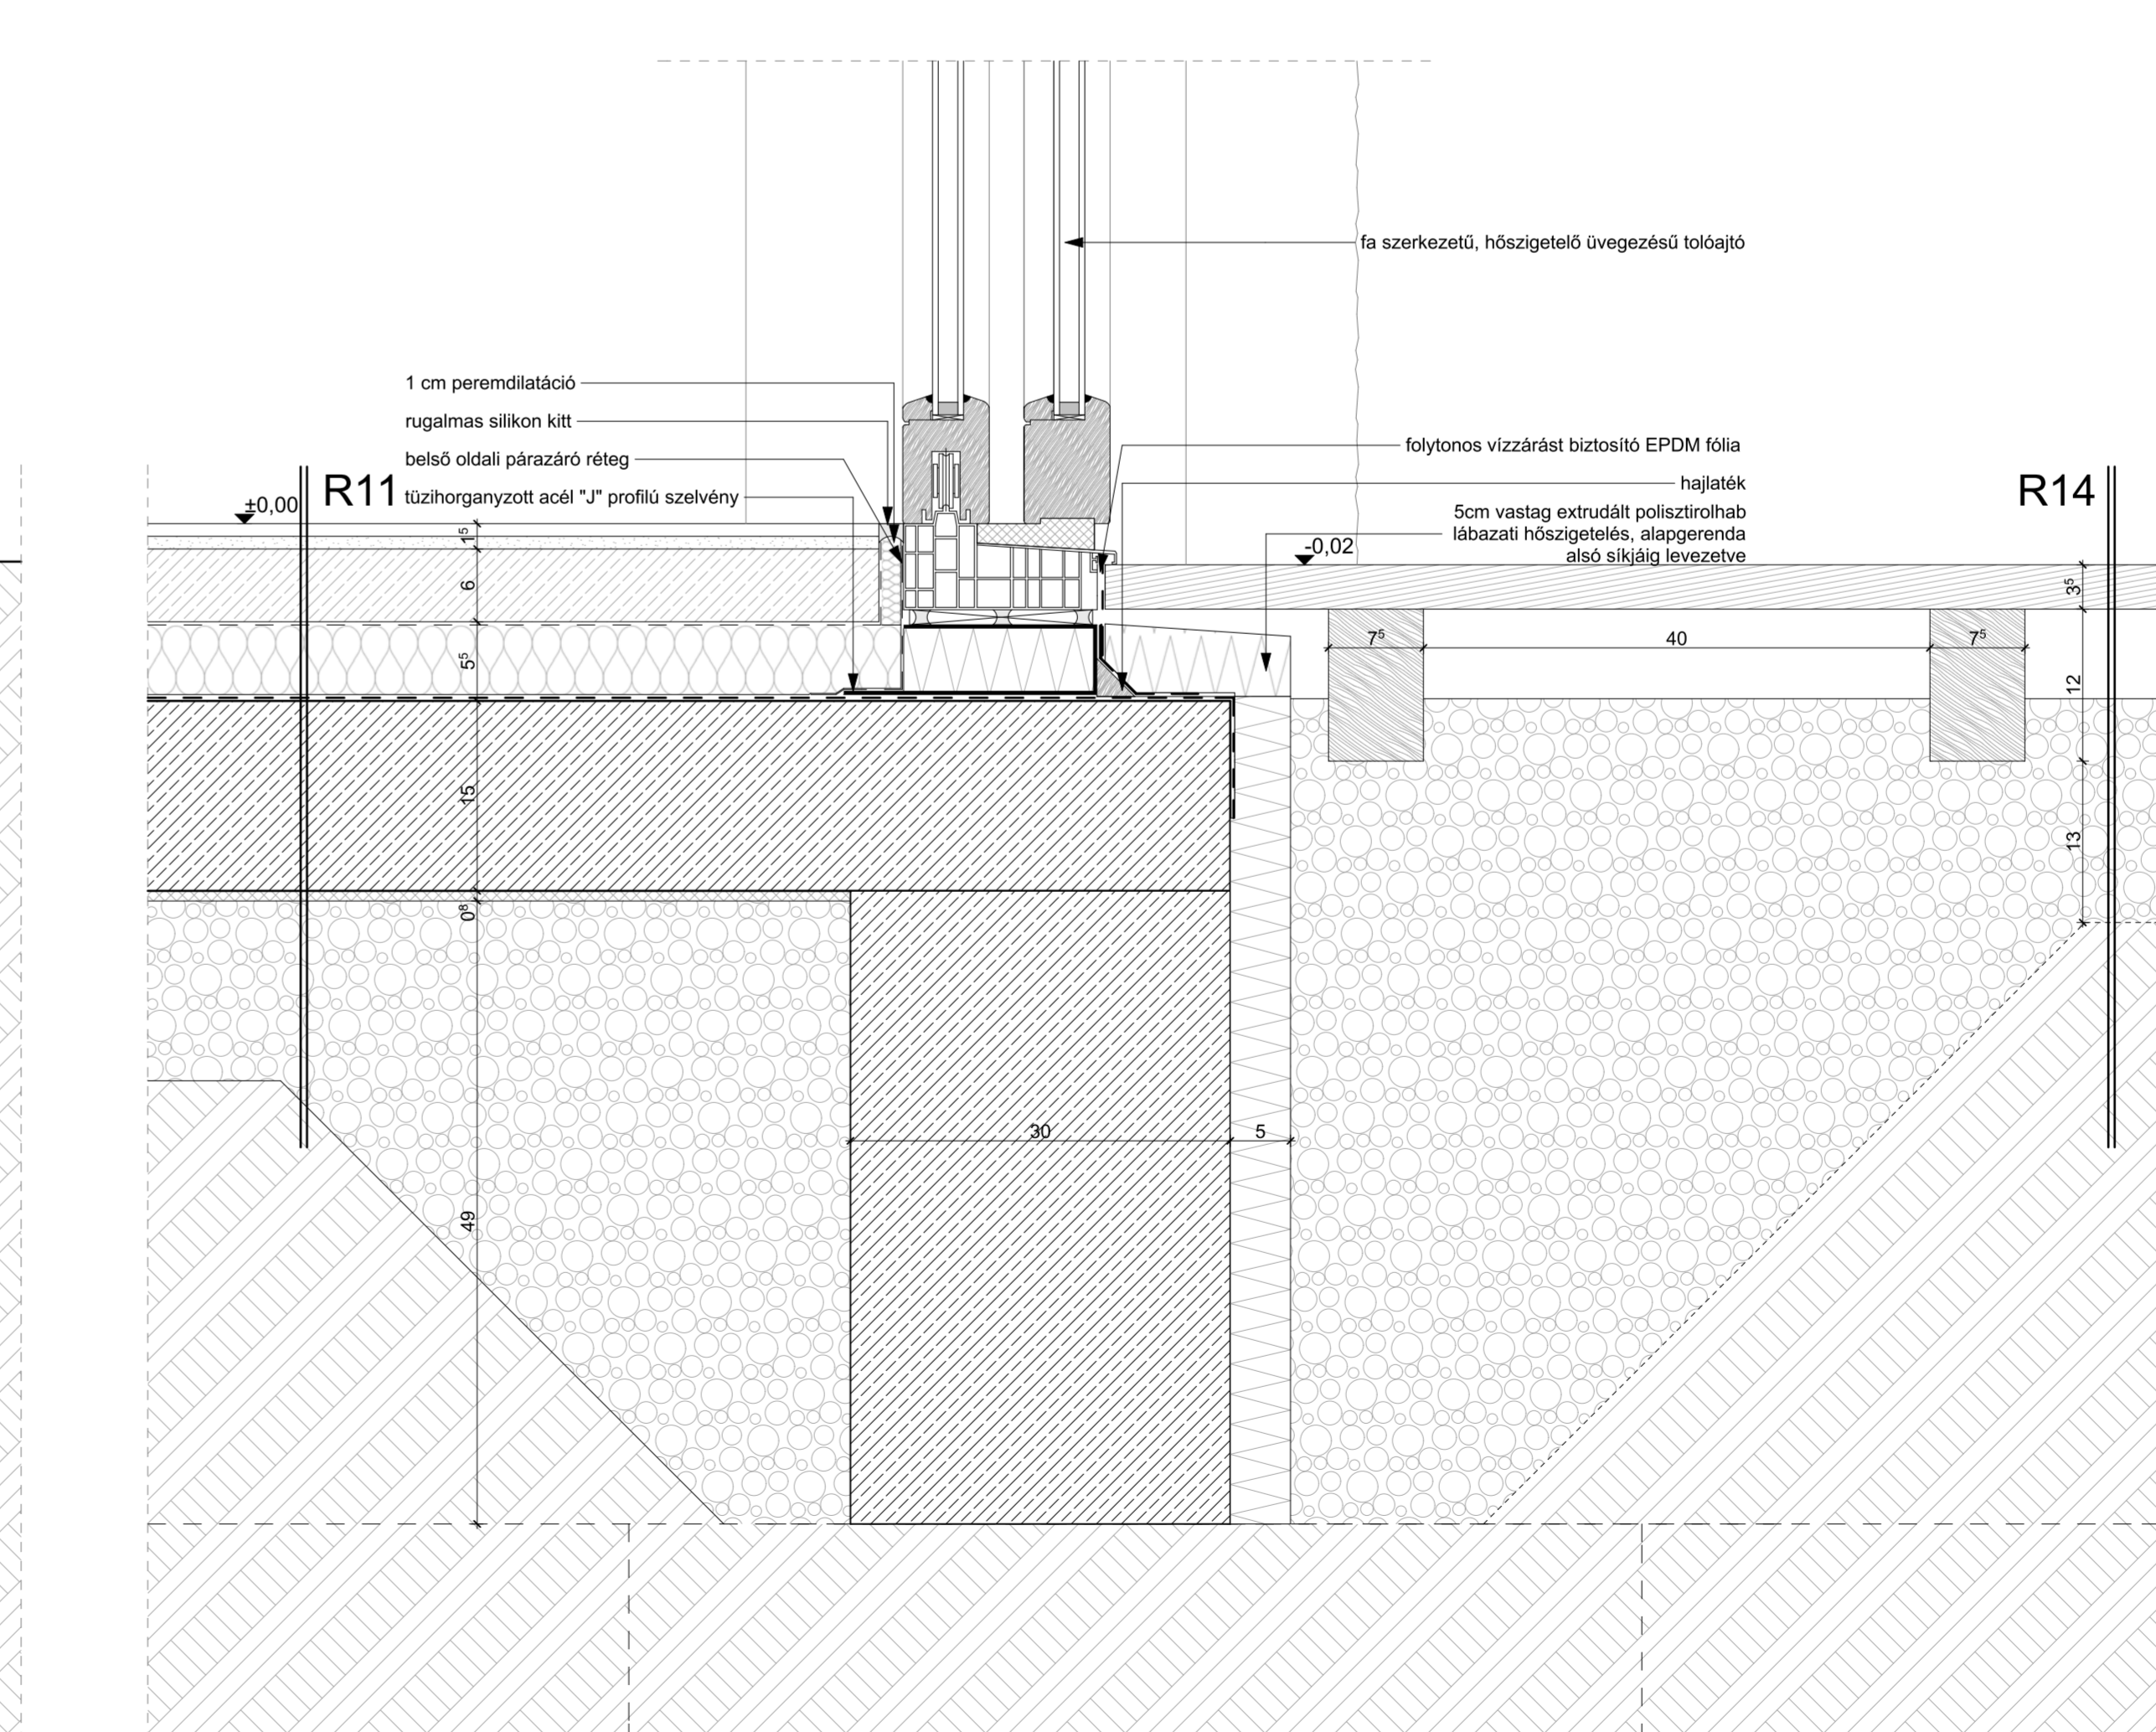 fa szerkezetű, hőszigetelő üvegezésű tolóajtó
1 cm peremdilatáció
rugalmas silikon kitt
belső oldali párazáró réteg
tüzihorganyzott acél "J" profilú szelvény
folytonos vízzárást biztosító EPDM fólia
hajlaték
5cm vastag extrudált polisztirolhab
lábazati hőszigetelés, alapgerenda
alsó síkjáig levezetve
±0,00
R11
-0,02
R14
1⁵
6
5⁵
15
0⁸
49
30
5
7⁵
40
7⁵
3⁵
12
13